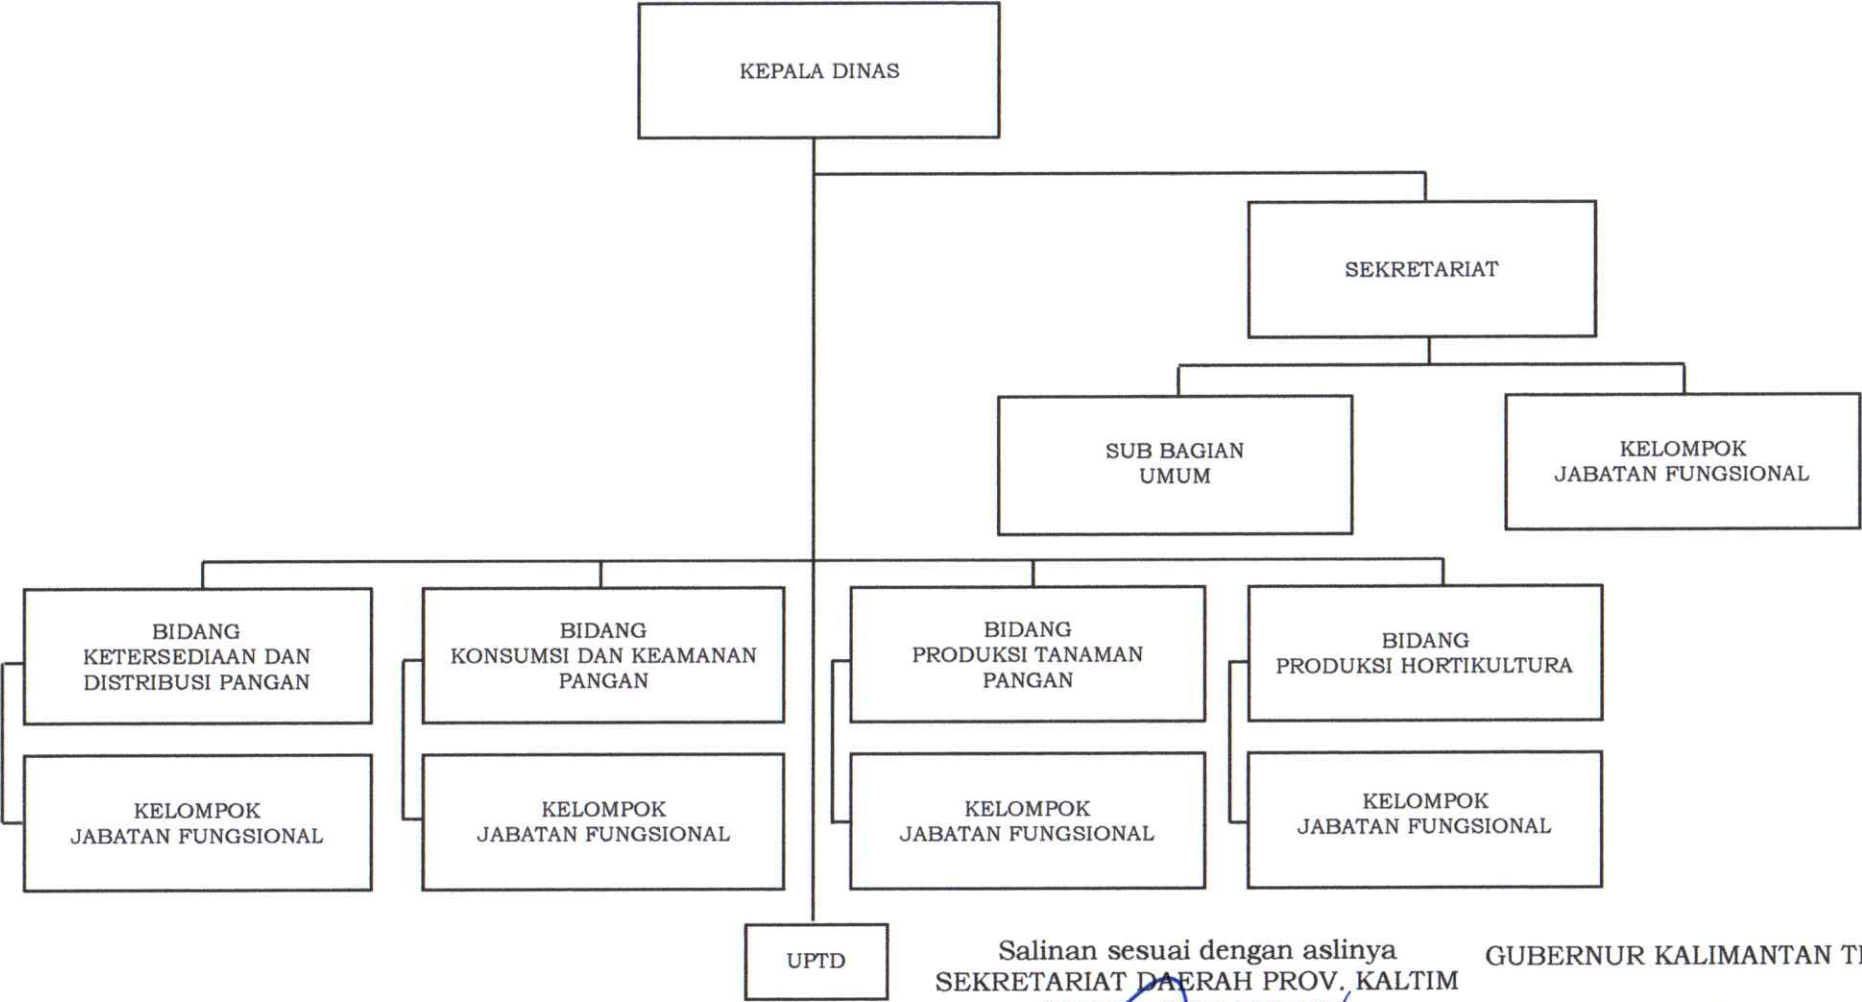 KEPALA DINAS
SEKRETARIAT
SUB BAGIAN
UMUM
KELOMPOK
JABATAN FUNGSIONAL
BIDANG
KETERSEDIAAN DAN
DISTRIBUSI PANGAN
BIDANG
KONSUMSI DAN KEAMANAN
PANGAN
BIDANG
PRODUKSI TANAMAN
PANGAN
BIDANG
PRODUKSI HORTIKULTURA
KELOMPOK
JABATAN FUNGSIONAL
KELOMPOK
JABATAN FUNGSIONAL
KELOMPOK
JABATAN FUNGSIONAL
KELOMPOK
JABATAN FUNGSIONAL
UPTD
Salinan sesuai dengan aslinya
SEKRETARIAT DAERAH PROV. KALTIM
GUBERNUR KALIMANTAN